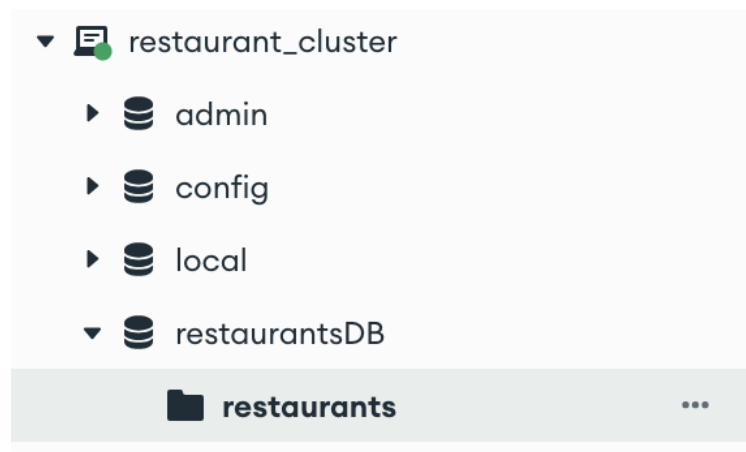 restaurant_cluster
admin
config
local
restaurantsDB
restaurants